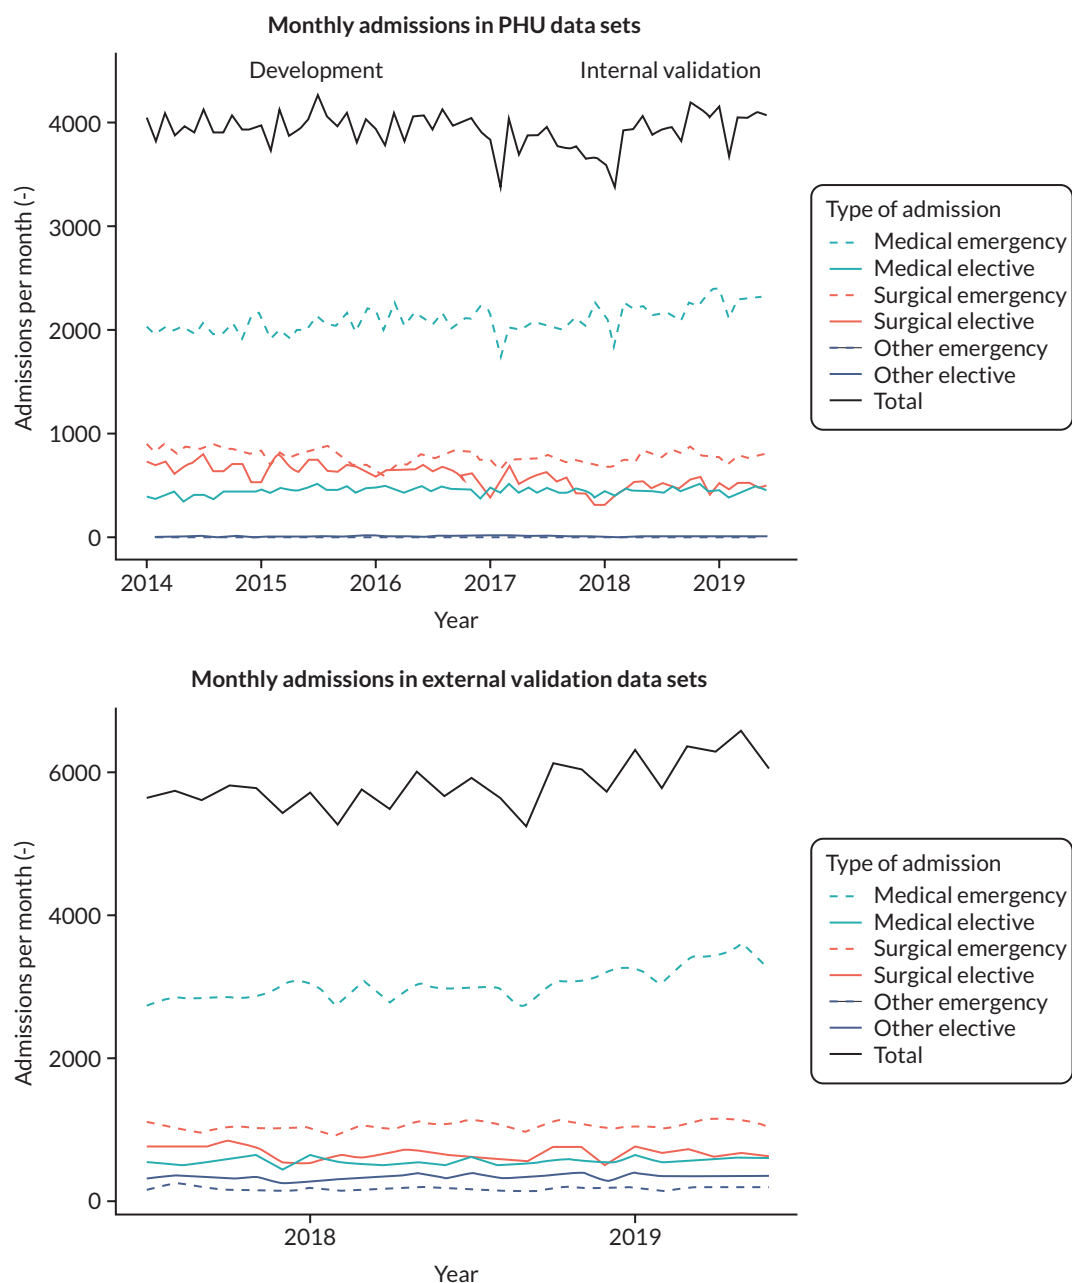 Monthly admissions in PHU data sets
Development
Internal validation
4000
3000
2000
1000
0
Admissions per month (-)
2014
2015
2016
2017
2018
2019
Year
Type of admission
Medical emergency
Medical elective
Surgical emergency
Surgical elective
Other emergency
Other elective
Total
Monthly admissions in external validation data sets
6000
4000
2000
0
Admissions per month (-)
2018
2019
Year
Type of admission
Medical emergency
Medical elective
Surgical emergency
Surgical elective
Other emergency
Other elective
Total